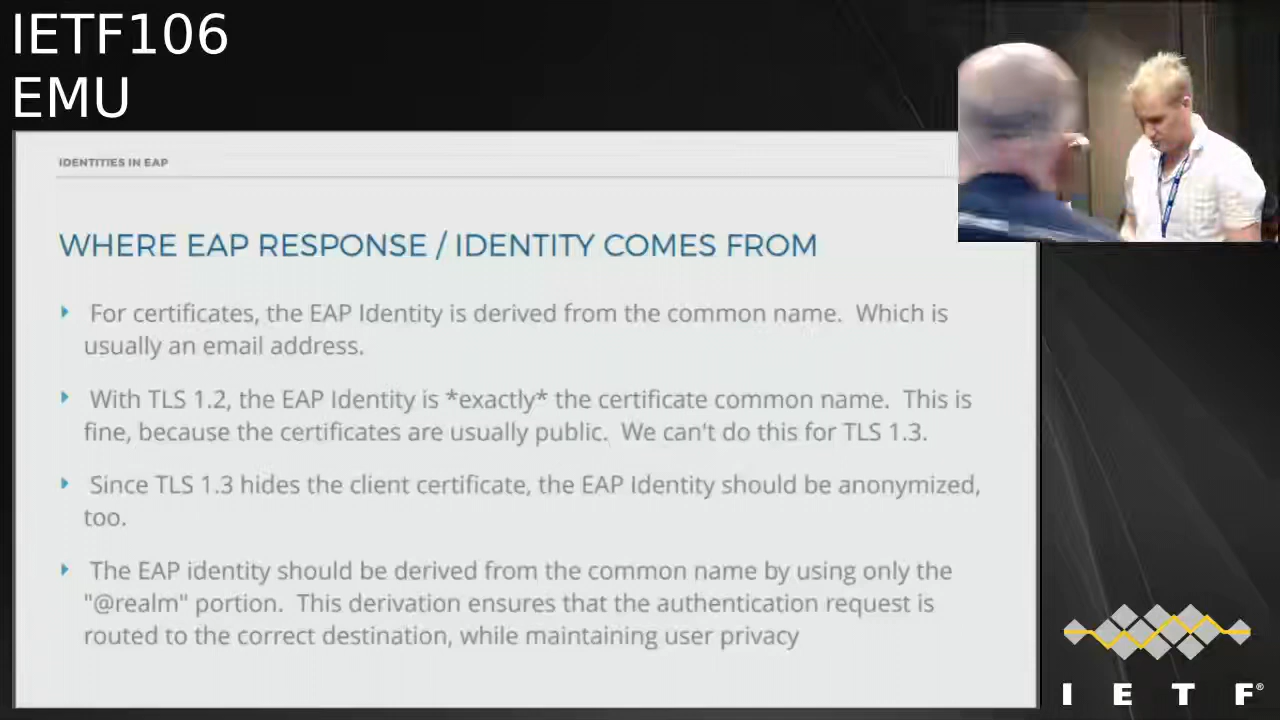 IETF106
EMU
IDENTITIES IN EAP
WHERE EAP RESPONSE / IDENTITY COMES FROM
For certificates, the EAP Identity is derived from the common name.  Which is
usually an email address.
With TLS 1.2, the EAP Identity is *exactly* the certificate common name.  This is
fine, because the certificates are usually public.  We can't do this for TLS 1.3.
Since TLS 1.3 hides the client certificate, the EAP Identity should be anonymized,
too.
The EAP identity should be derived from the common name by using only the
"@realm" portion.  This derivation ensures that the authentication request is
routed to the correct destination, while maintaining user privacy
I E T F®